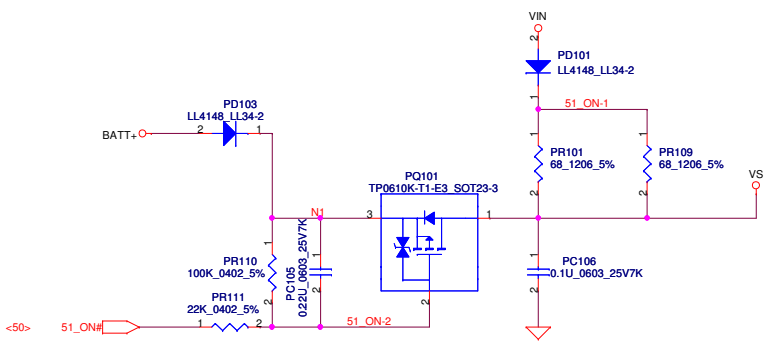 VIN
2
PD101
LL4148_LL34-2
1
51_ON-1
PD103
LL4148_LL34-2
BATT+
2
1
1
PR101
68_1206_5%
2
1
PR109
68_1206_5%
2
VS
PQ101
TP0610K-T1-E3_SOT23-3
N1
3
1
2
1
PR110
100K_0402_5%
2
1
PC105
0.22U_0603_25V7K
2
1
PC106
0.1U_0603_25V7K
2
PR111
22K_0402_5%
<50>
51_ON#
1
2
51_ON-2